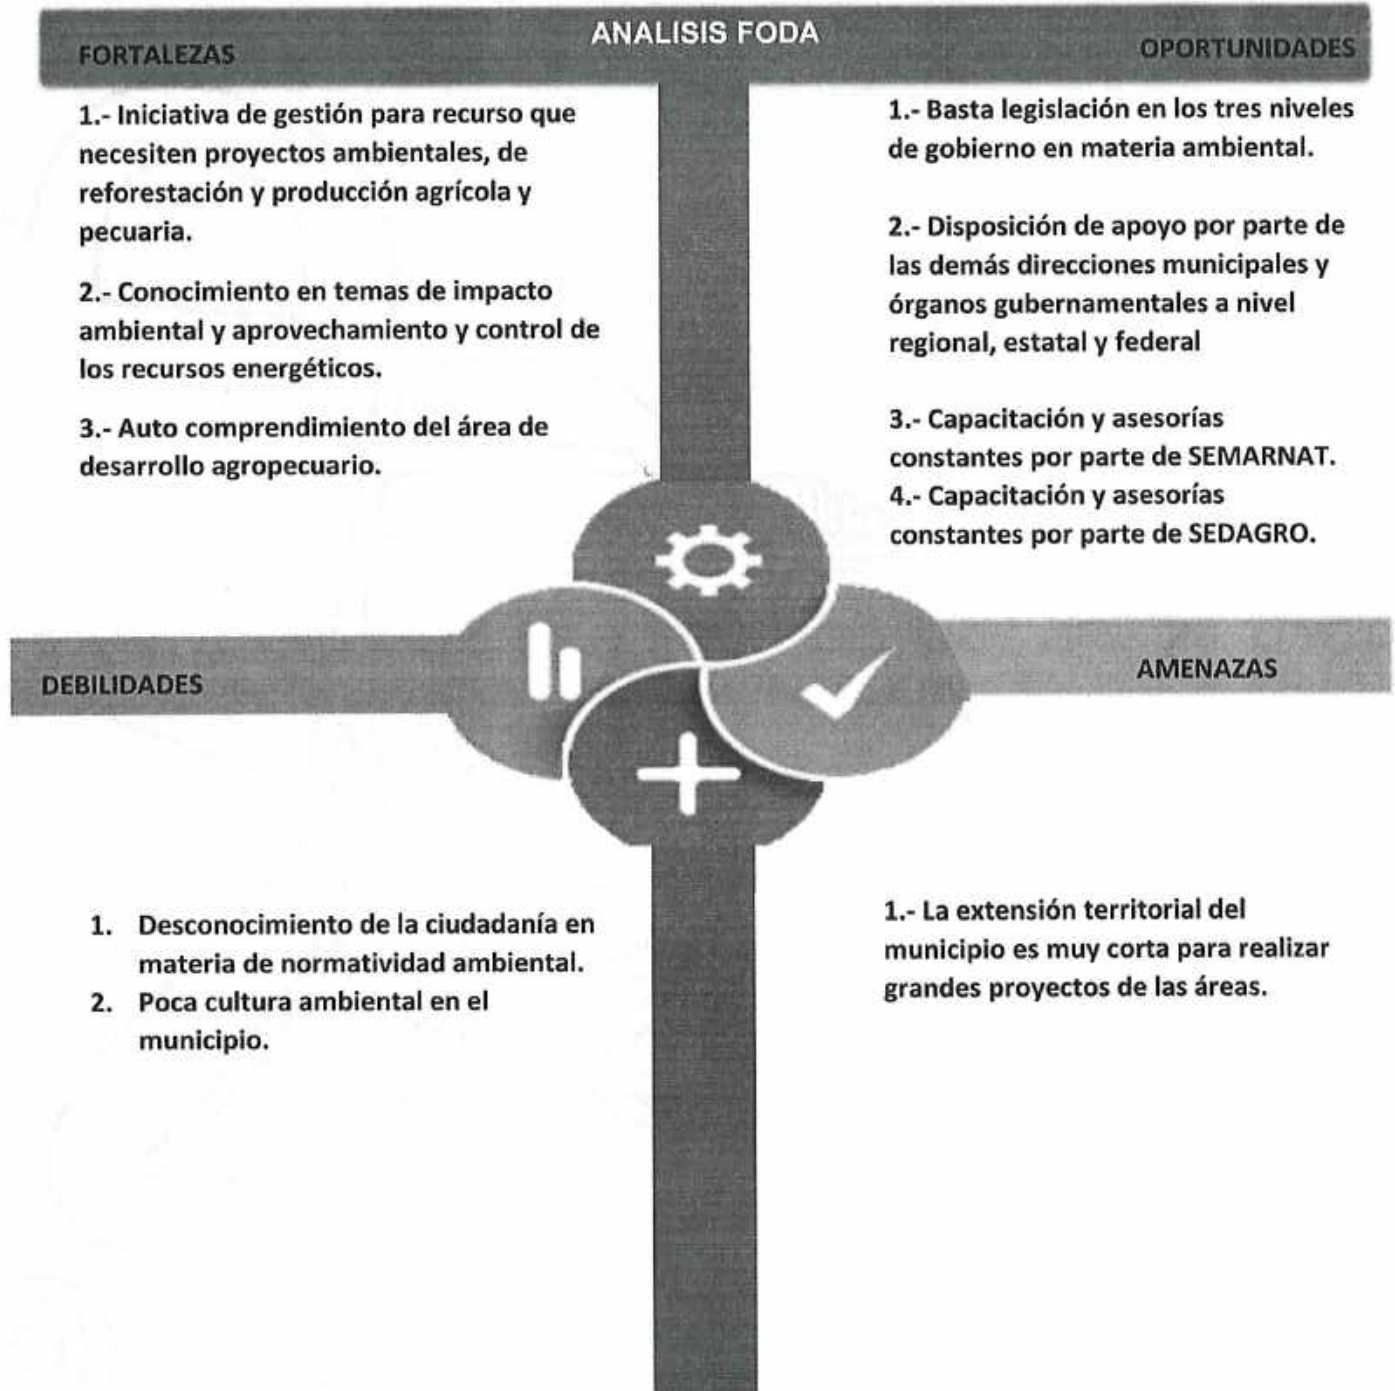 ANALISIS FODA
FORTALEZAS
1.- Iniciativa de gestión para recurso que
necesiten proyectos ambientales, de
reforestación y producción agrícola y
pecuaria.
2.- Conocimiento en temas de impacto
ambiental y aprovechamiento y control de
los recursos energéticos.
3.- Auto comprendimiento del área de
desarrollo agropecuario.
OPORTUNIDADES
1.- Basta legislación en los tres niveles
de gobierno en materia ambiental.
2.- Disposición de apoyo por parte de
las demás direcciones municipales y
órganos gubernamentales a nivel
regional, estatal y federal
3.- Capacitación y asesorías
constantes por parte de SEMARNAT.
4.- Capacitación y asesorías
constantes por parte de SEDAGRO.
DEBILIDADES
1. Desconocimiento de la ciudadanía en
materia de normatividad ambiental.
2. Poca cultura ambiental en el
municipio.
AMENAZAS
1.- La extensión territorial del
municipio es muy corta para realizar
grandes proyectos de las áreas.